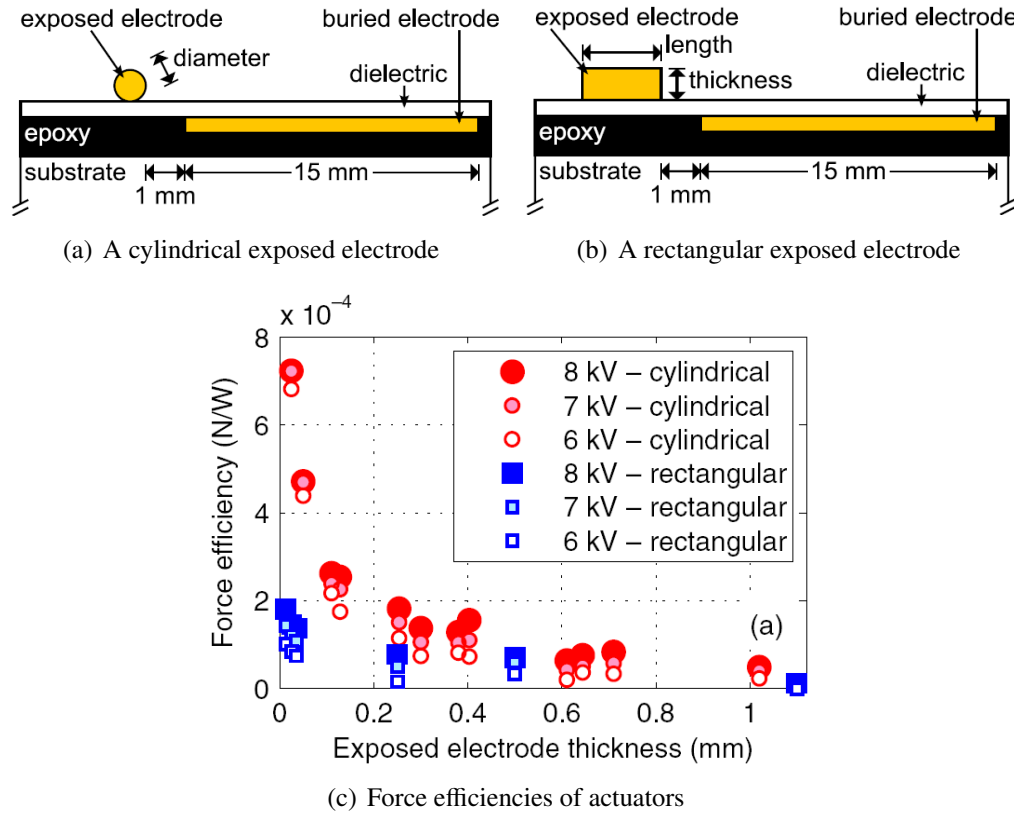 exposed electrode
buried electrode
diameter
dielectric
epoxy
substrate
1 mm
15 mm
(a) A cylindrical exposed electrode
exposed electrode
buried electrode
length
thickness
dielectric
epoxy
substrate
1 mm
15 mm
(b) A rectangular exposed electrode
x 10⁻⁴
8
6
4
2
0
Force efficiency (N/W)
8 kV – cylindrical
7 kV – cylindrical
6 kV – cylindrical
8 kV – rectangular
7 kV – rectangular
6 kV – rectangular
(a)
0 0.2 0.4 0.6 0.8 1
Exposed electrode thickness (mm)
(c) Force efficiencies of actuators